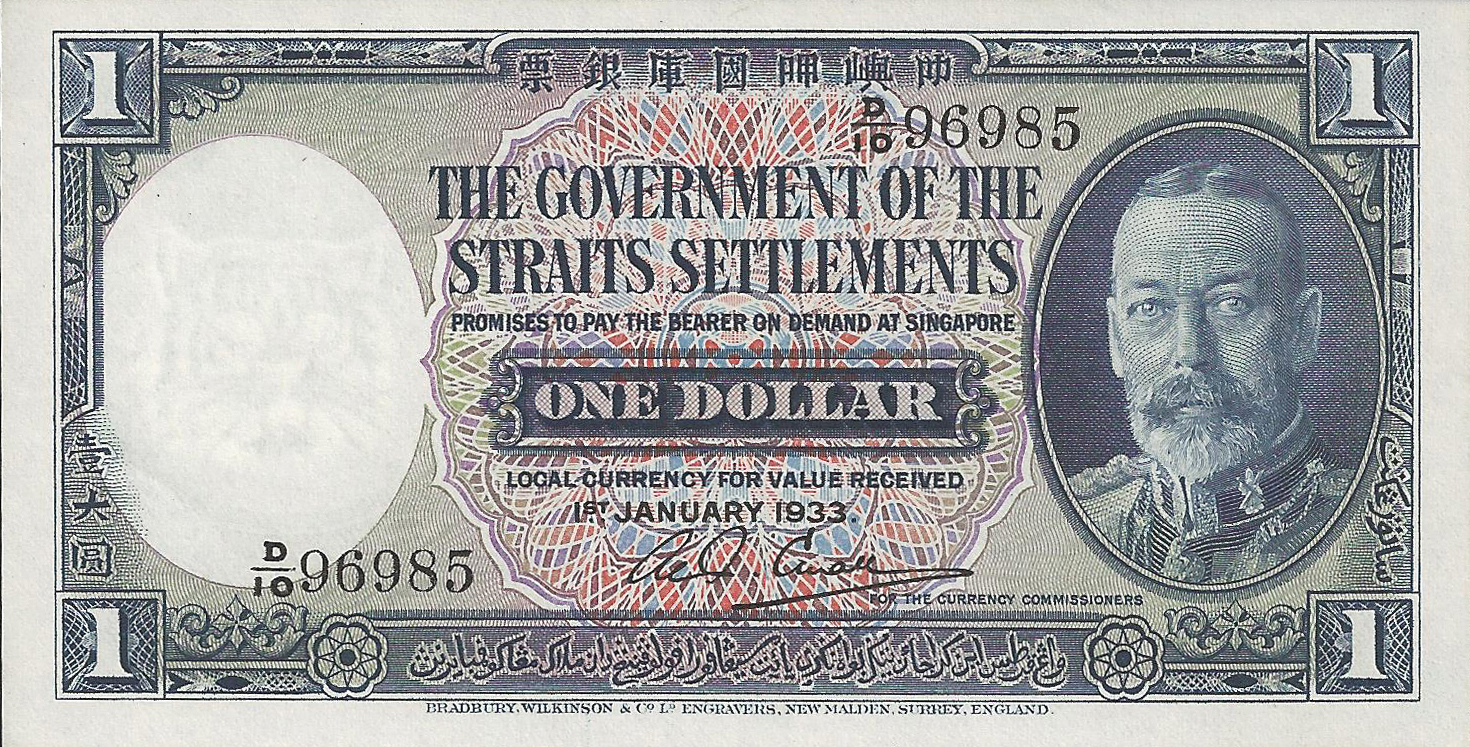 1
1
叻嶼呷國庫銀票
D/10 96985
THE GOVERNMENT OF THE
STRAITS SETTLEMENTS
PROMISES TO PAY THE BEARER ON DEMAND AT SINGAPORE
ONE DOLLAR
LOCAL CURRENCY FOR VALUE RECEIVED
1ST JANUARY 1933.
壹大圓
D/10 96985
FOR THE CURRENCY COMMISSIONERS
1
1
BRADBURY, WILKINSON & Co Ld ENGRAVERS, NEW MALDEN, SURREY, ENGLAND.